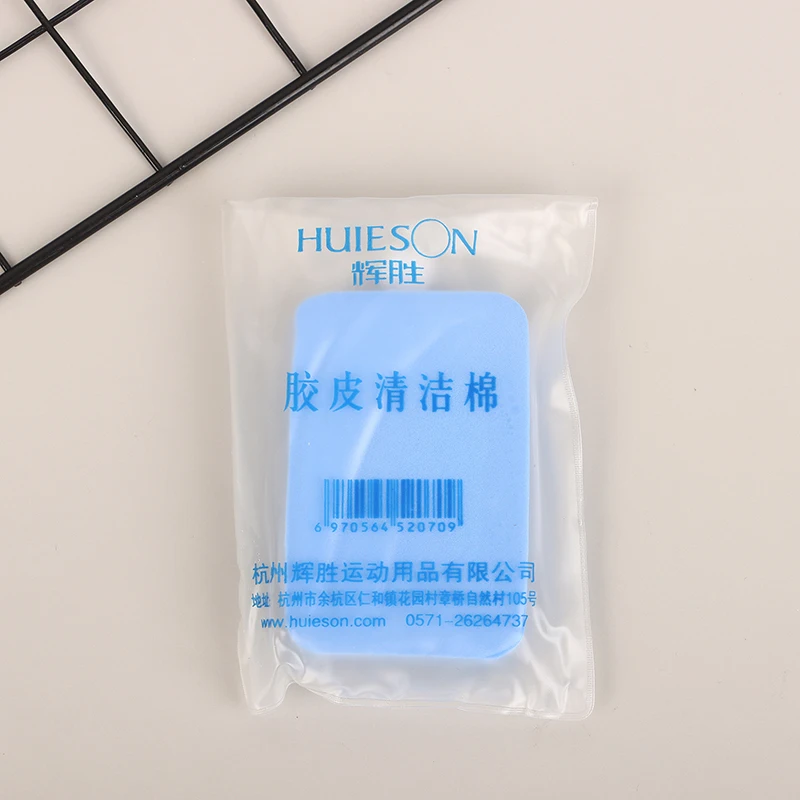 HUIESON
辉胜
胶皮清洁棉
6 970564 520709
杭州辉胜运动用品有限公司
地址: 杭州市余杭区仁和镇花园村章桥自然村105号
www.huieson.com 0571-26264737